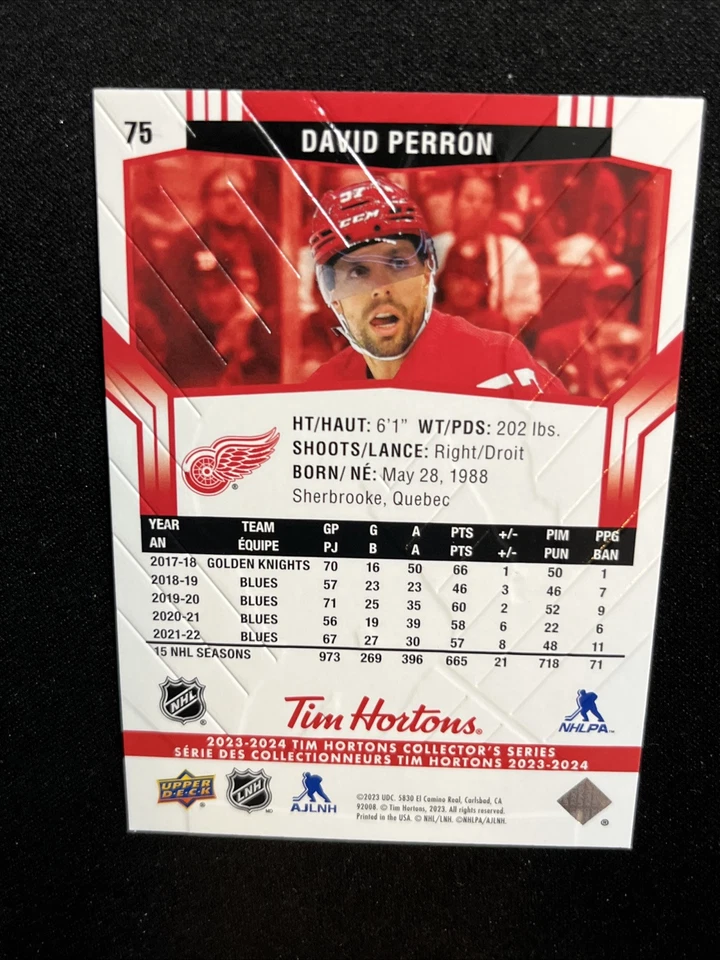 75
DAVID PERRON
57
CCM
HT/HAUT: 6'1" WT/PDS: 202 lbs.
SHOOTS/LANCE: Right/Droit
BORN/ NÉ: May 28, 1988
Sherbrooke, Quebec
YEAR TEAM GP G A PTS +/- PIM PPG
AN ÉQUIPE PJ B A PTS +/- PUN BAN
2017-18 GOLDEN KNIGHTS 70 16 50 66 1 50 1
2018-19 BLUES 57 23 23 46 3 46 7
2019-20 BLUES 71 25 35 60 2 52 9
2020-21 BLUES 56 19 39 58 6 22 6
2021-22 BLUES 67 27 30 57 8 48 11
15 NHL SEASONS 973 269 396 665 21 718 71
NHL ®
Tim Hortons®
NHLPA™
2023-2024 TIM HORTONS COLLECTOR'S SERIES
SÉRIE DES COLLECTIONNEURS TIM HORTONS 2023-2024
UPPER DECK ®
LNH MD
AJLNH
©2023 UDC. 5830 El Camino Real, Carlsbad, CA
92008. © Tim Hortons, 2023. All rights reserved.
Printed in the USA. © NHL/LNH. ©NHLPA/AJLNH.
®